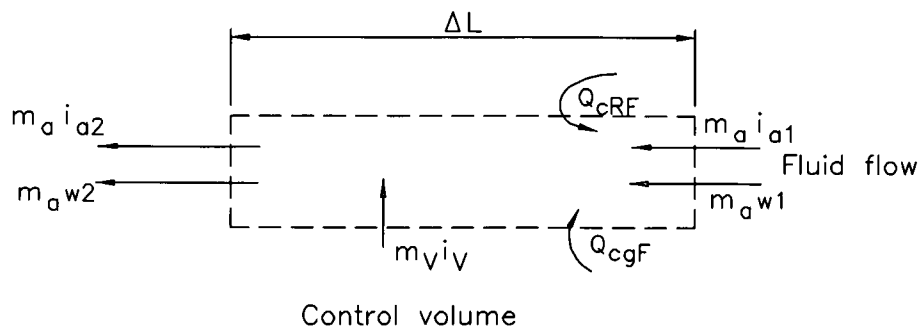 ΔL
Q_cRF
m_a i_a2
m_a i_a1
Fluid flow
m_a w2
m_a w1
m_V i_V
Q_cgF
Control volume